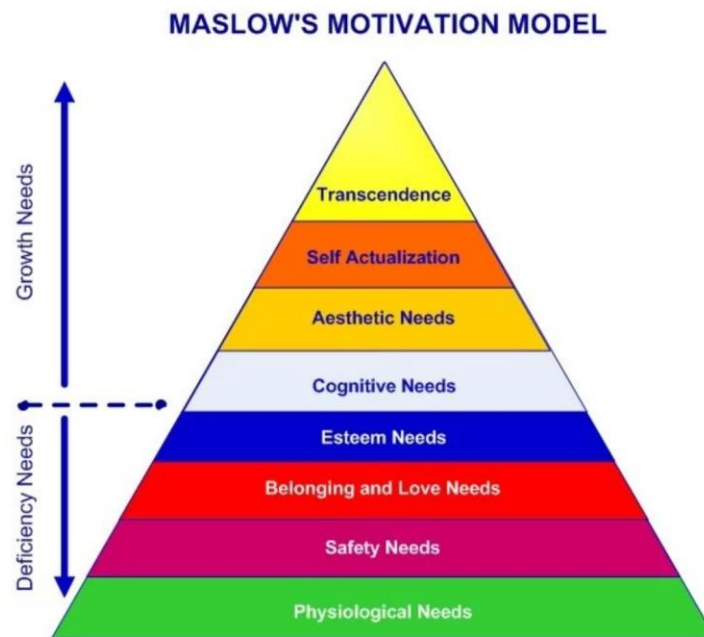 MASLOW'S MOTIVATION MODEL
Growth Needs
Deficiency Needs
Transcendence
Self Actualization
Aesthetic Needs
Cognitive Needs
Esteem Needs
Belonging and Love Needs
Safety Needs
Physiological Needs